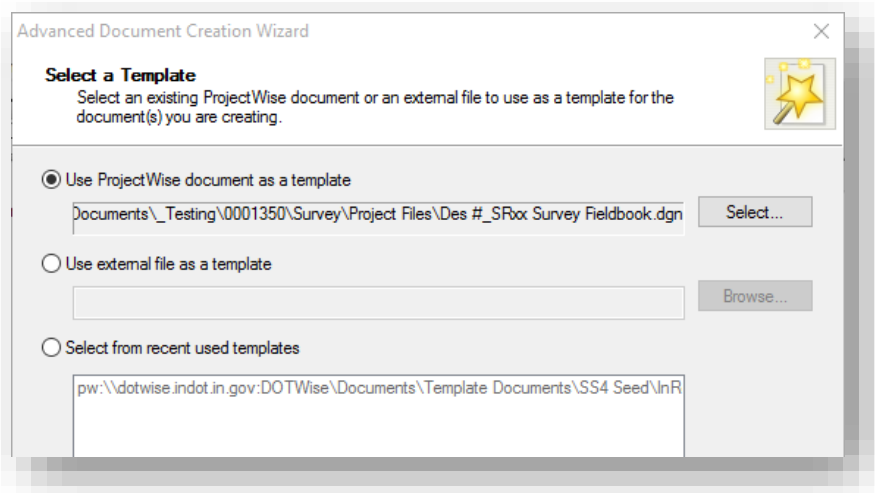 Advanced Document Creation Wizard
Select a Template
Select an existing ProjectWise document or an external file to use as a template for the
document(s) you are creating.
Use ProjectWise document as a template
Documents\_Testing\0001350\Survey\Project Files\Des #_SRxx Survey Fieldbook.dgn
Select...
Use external file as a template
Browse...
Select from recent used templates
pw:\\dotwise.indot.in.gov:DOTWise\Documents\Template Documents\SS4 Seed\InR